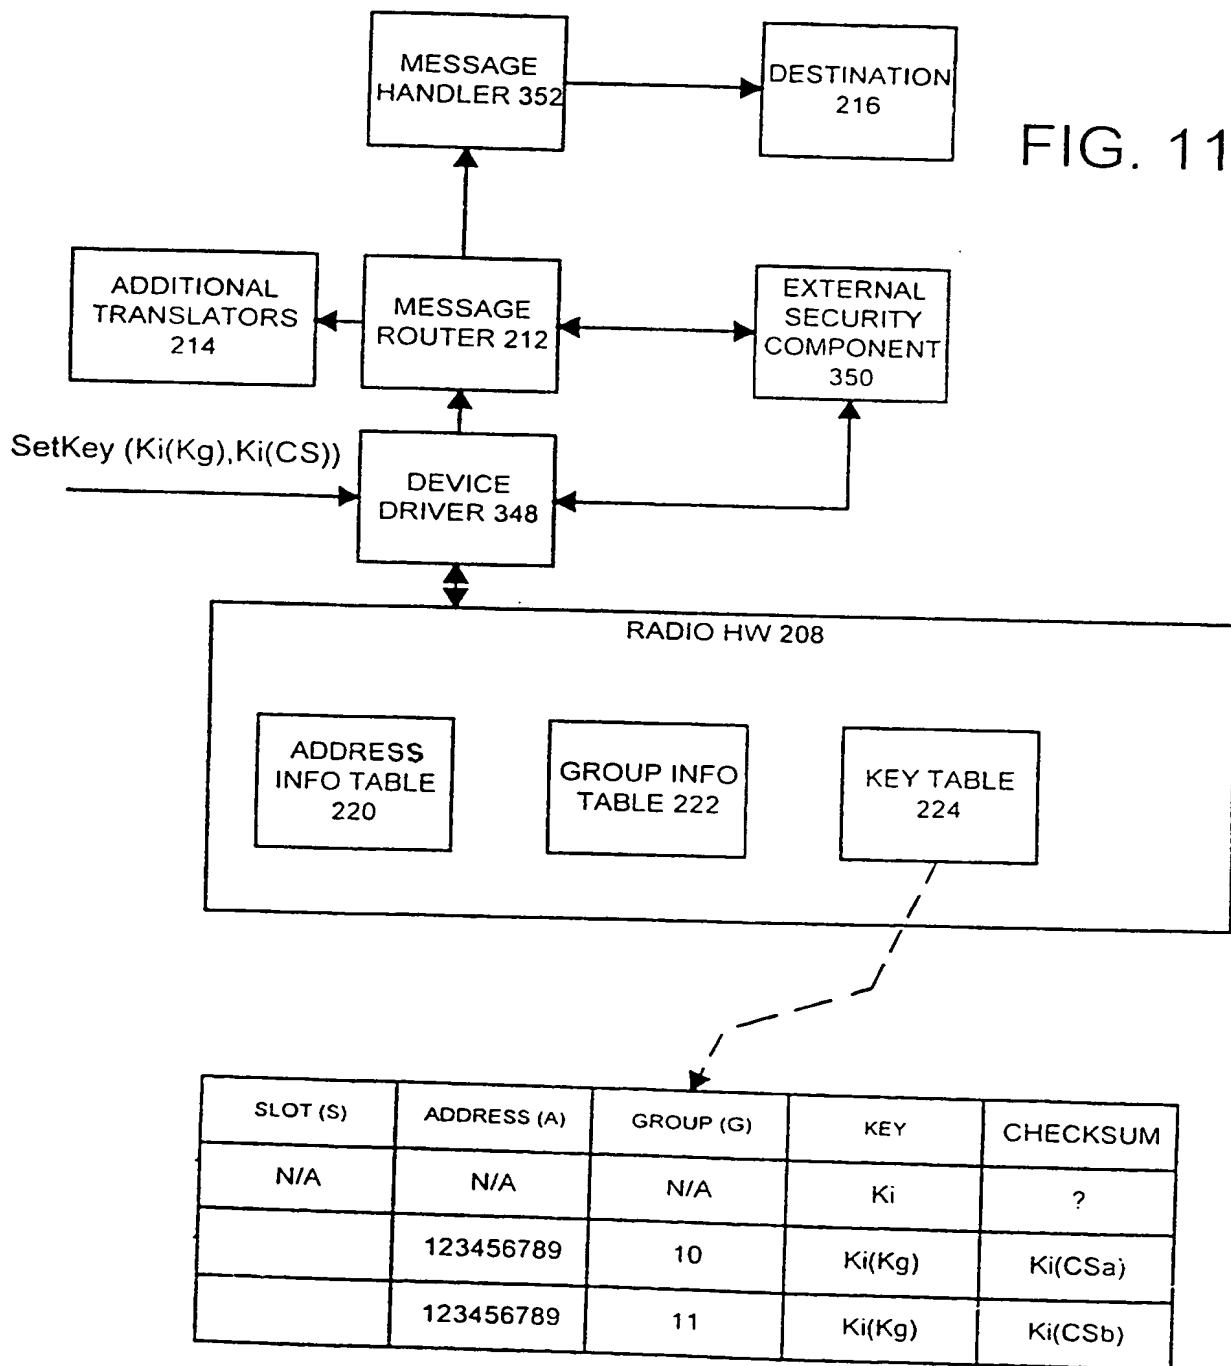 MESSAGE
HANDLER 352
DESTINATION
216
FIG. 11
ADDITIONAL
TRANSLATORS
214
MESSAGE
ROUTER 212
EXTERNAL
SECURITY
COMPONENT
350
SetKey (Ki(Kg),Ki(CS))
DEVICE
DRIVER 348
RADIO HW 208
ADDRESS
INFO TABLE
220
GROUP INFO
TABLE 222
KEY TABLE
224
SLOT (S) ADDRESS (A) GROUP (G) KEY CHECKSUM
N/A N/A N/A Ki ?
123456789 10 Ki(Kg) Ki(CSa)
123456789 11 Ki(Kg) Ki(CSb)